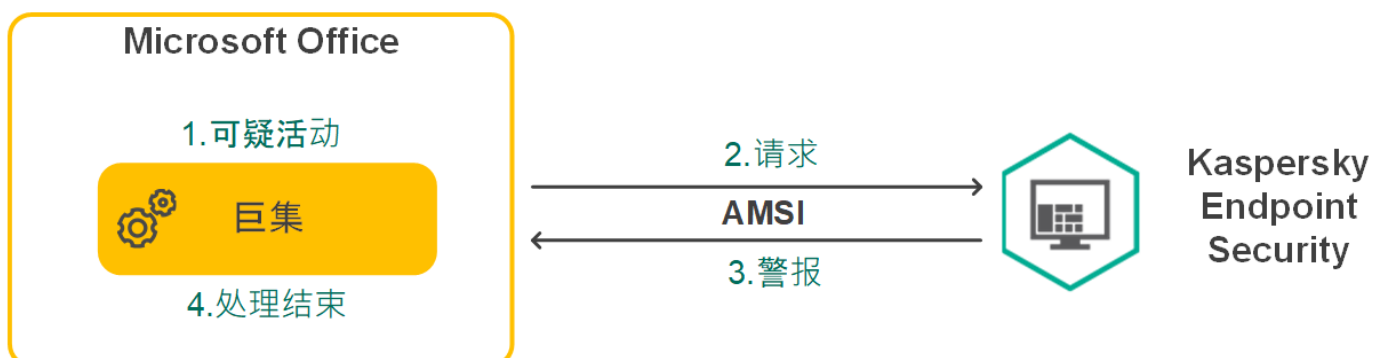 Microsoft Office
1.可疑活动
巨集
4.处理结束
2.请求
AMSI
3.警报
Kaspersky
Endpoint
Security